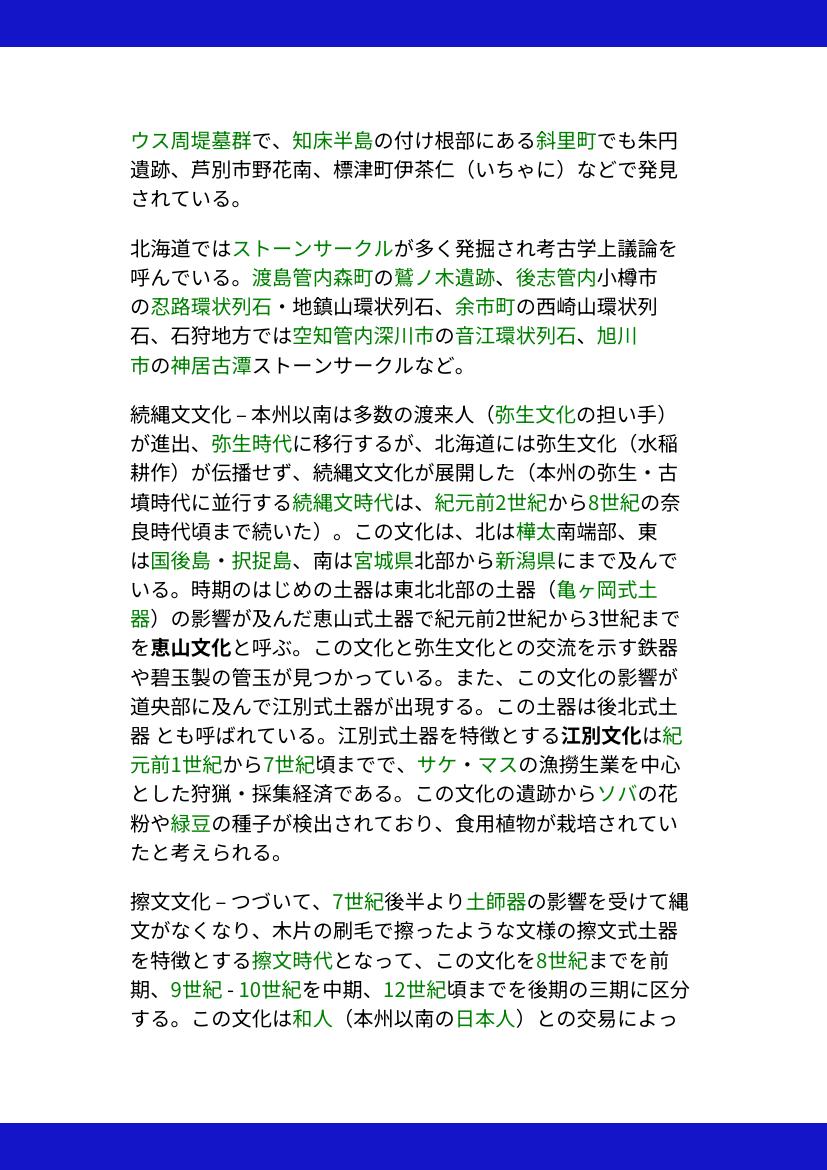 ウス周堤墓群で、知床半島の付け根部にある斜里町でも朱円
遺跡、芦別市野花南、標津町伊茶仁（いちゃに）などで発見
されている。
北海道ではストーンサークルが多く発掘され考古学上議論を
呼んでいる。渡島管内森町の鷲ノ木遺跡、後志管内小樽市
の忍路環状列石・地鎮山環状列石、余市町の西崎山環状列
石、石狩地方では空知管内深川市の音江環状列石、旭川
市の神居古潭ストーンサークルなど。
続縄文文化 – 本州以南は多数の渡来人（弥生文化の担い手）
が進出、弥生時代に移行するが、北海道には弥生文化（水稲
耕作）が伝播せず、続縄文文化が展開した（本州の弥生・古
墳時代に並行する続縄文時代は、紀元前2世紀から8世紀の奈
良時代頃まで続いた）。この文化は、北は樺太南端部、東
は国後島・択捉島、南は宮城県北部から新潟県にまで及んで
いる。時期のはじめの土器は東北北部の土器（亀ヶ岡式土
器）の影響が及んだ恵山式土器で紀元前2世紀から3世紀まで
を恵山文化と呼ぶ。この文化と弥生文化との交流を示す鉄器
や碧玉製の管玉が見つかっている。また、この文化の影響が
道央部に及んで江別式土器が出現する。この土器は後北式土
器 とも呼ばれている。江別式土器を特徴とする江別文化は紀
元前1世紀から7世紀頃までで、サケ・マスの漁撈生業を中心
とした狩猟・採集経済である。この文化の遺跡からソバの花
粉や緑豆の種子が検出されており、食用植物が栽培されてい
たと考えられる。
擦文文化 – つづいて、7世紀後半より土師器の影響を受けて縄
文がなくなり、木片の刷毛で擦ったような文様の擦文式土器
を特徴とする擦文時代となって、この文化を8世紀までを前
期、9世紀 - 10世紀を中期、12世紀頃までを後期の三期に区分
する。この文化は和人（本州以南の日本人）との交易によっ